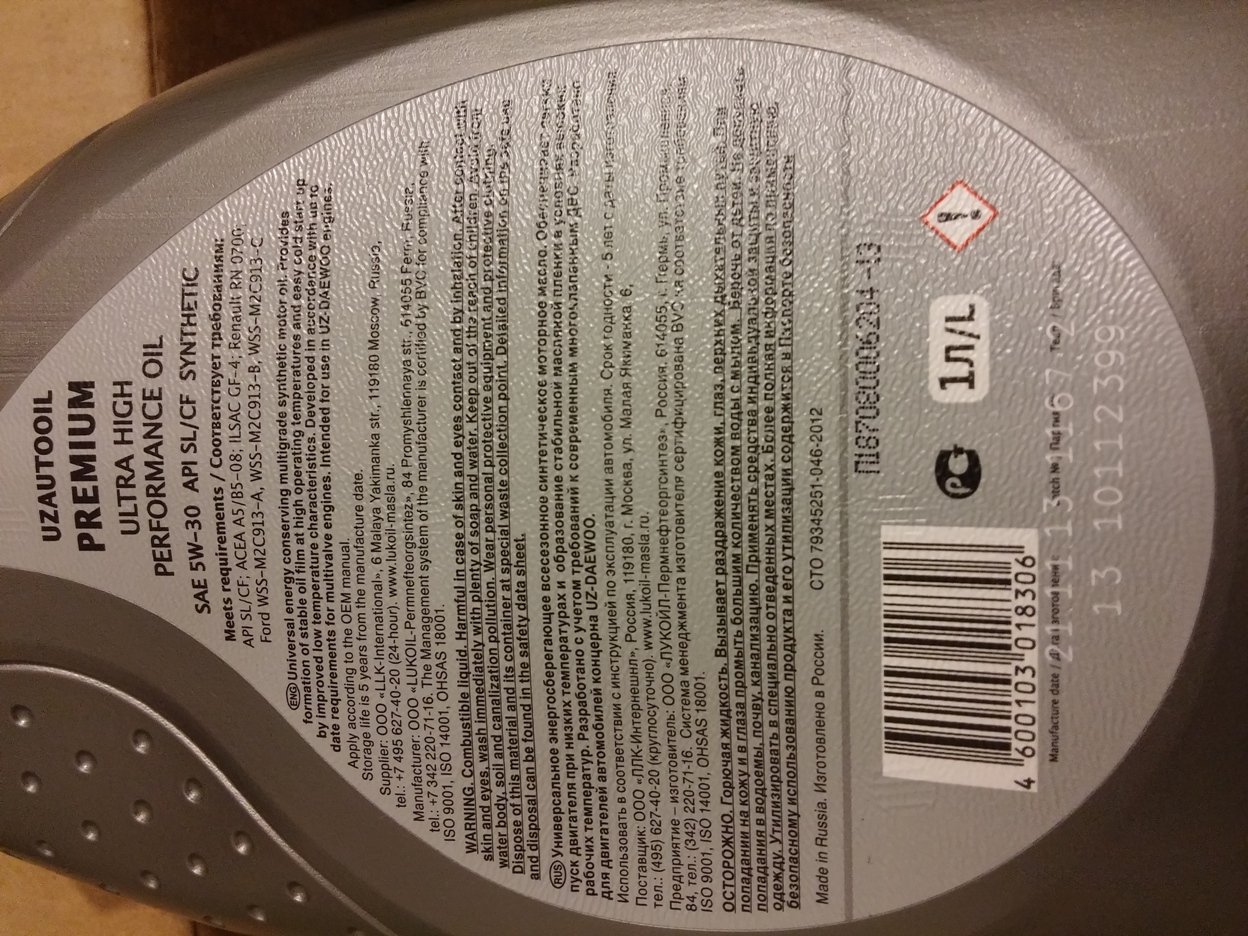 UZAUTOOIL
PREMIUM
ULTRA HIGH
PERFORMANCE OIL
SAE 5W-30 API SL/CF SYNTHETIC
Meets requirements / Соответствует требованиям:
API SL/CF; ACEA A5/B5-08; ILSAC GF-4; Renault RN 0700
Ford WSS-M2C913-A, WSS-M2C913-B, WSS-M2C913-C
ENG Universal energy conserving multigrade synthetic motor oil. Provides
formation of stable oil film at high operating temperatures and easy cold start up
by improved low temperature characteristics. Developed in accordance with up to
date requirements for multivalve engines. Intended for use in UZ-DAEWOO engines.
Apply according to the OEM manual.
Storage life is 5 years from the manufacture date.
Supplier: OOO «LLK-International», 6 Malaya Yakimanka str., 119180 Moscow, Russia,
tel.: +7 495 627-40-20 (24-hour). www.lukoil-masla.ru.
Manufacturer: OOO «LUKOIL-Permnefteorgsintez», 84 Promyshlennaya str., 614055 Perm, Russia,
tel.: +7 342 220-71-16. The Management system of the manufacturer is certified by BVC for compliance with
ISO 9001, ISO 14001, OHSAS 18001.
WARNING. Combustible liquid. Harmful in case of skin and eyes contact and by inhalation. After contact with
skin and eyes, wash immediately with plenty of soap and water. Keep out of the reach of children. Avoid
water body, soil and canalization pollution. Wear personal protective equipment and protective clothing.
Dispose of this material and its container at special waste collection point. Detailed information on the safe use
and disposal can be found in the safety data sheet.
RUS Универсальное энергосберегающее всесезонное синтетическое моторное масло. Обеспечивает
пуск двигателя при низких температурах и образование стабильной масляной пленки в условиях высоких
рабочих температур. Разработано с учетом требований к современным многоклапанным ДВС.
для двигателей автомобилей концерна UZ-DAEWOO.
Использовать в соответствии с инструкцией по эксплуатации автомобиля. Срок годности - 5 лет с даты изготовления.
Поставщик: ООО «ЛЛК-Интернешнл», Россия, 119180, г. Москва, ул. Малая Якиманка 6,
тел.: (495) 627-40-20 (круглосуточно). www.lukoil-masla.ru.
Предприятие – изготовитель: ООО «ЛУКОЙЛ-Пермнефтеоргсинтез», Россия, 614055, г. Пермь, ул. Промышленная,
84, тел.: (342) 220-71-16. Система менеджмента изготовителя сертифицирована BVC на соответствие требованиям
ISO 9001, ISO 14001, OHSAS 18001.
ОСТОРОЖНО. Горючая жидкость. Вызывает раздражение кожи, глаз, верхних дыхательных путей. При
попадании на кожу и в глаза промыть большим количеством воды с мылом. Беречь от детей. Не допускать
попадания в водоемы, почву, канализацию. Применять средства индивидуальной защиты и защитную
одежду. Утилизировать в специально отведенных местах. Более полная информация по применению,
безопасному использованию продукта и его утилизации содержится в Паспорте безопасности
Made in Russia. Изготовлено в России. СТО 79345251-046-2012
П187080006204-13
4 600103 018306
РС 1Л/L
Manufacture date / Дата изготовления Batch № Партия
13 10112399